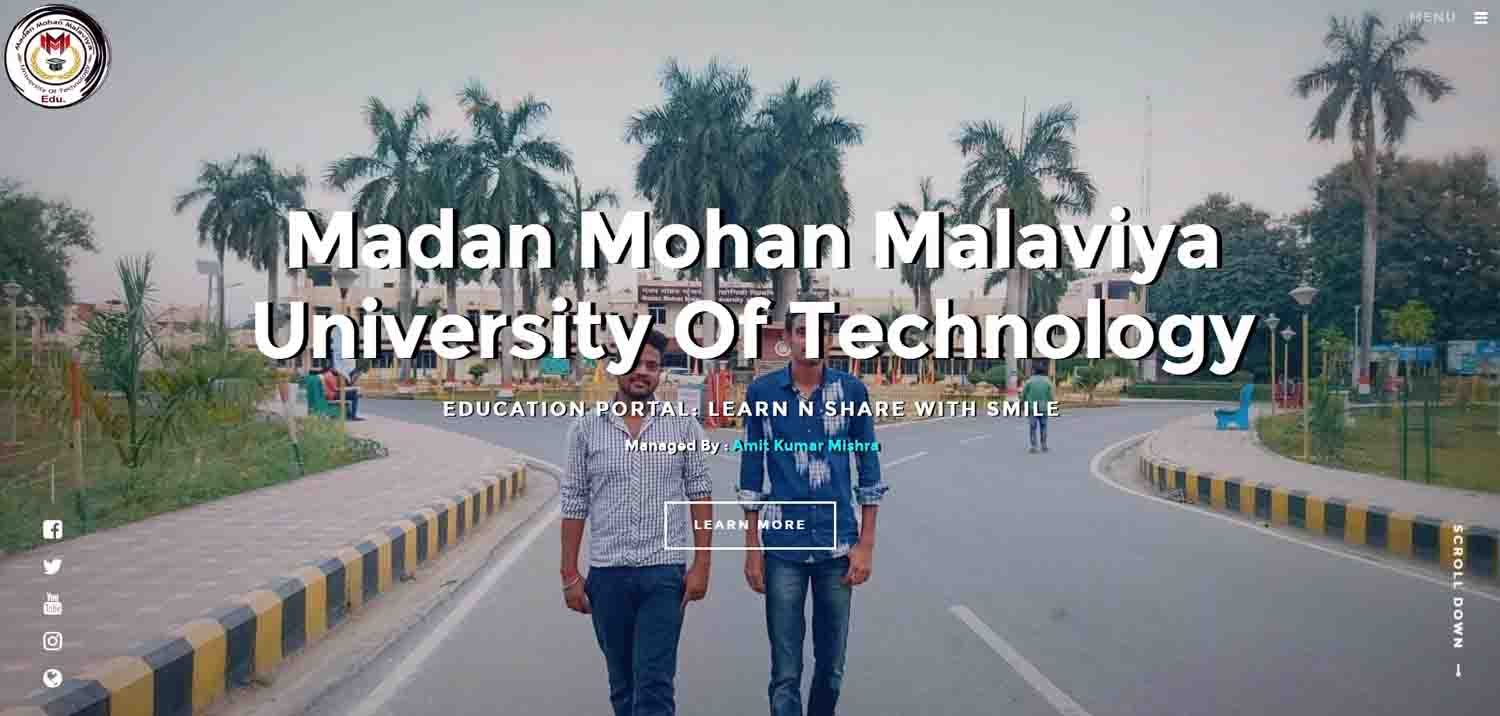 MENU
Madan Mohan Malaviya
University Of Technology
Edu.
Madan Mohan Malaviya
University Of Technology
EDUCATION PORTAL: LEARN N SHARE WITH SMILE
Managed By : Amit Kumar Mishra
LEARN MORE
You
Tube
SCROLL DOWN